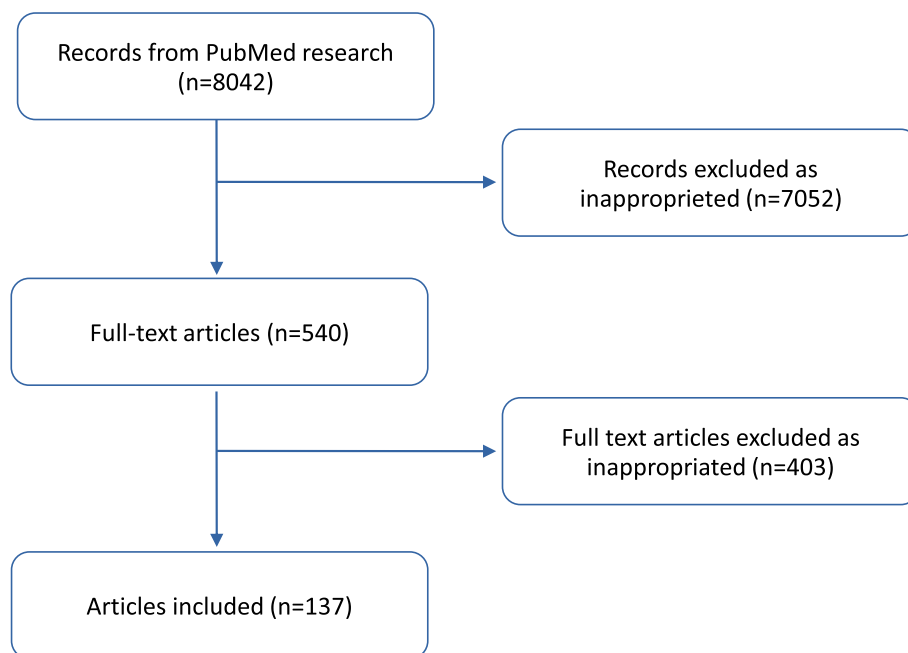 Records from PubMed research
(n=8042)
Records excluded as
inapproprieted (n=7052)
Full-text articles (n=540)
Full text articles excluded as
inappropriated (n=403)
Articles included (n=137)